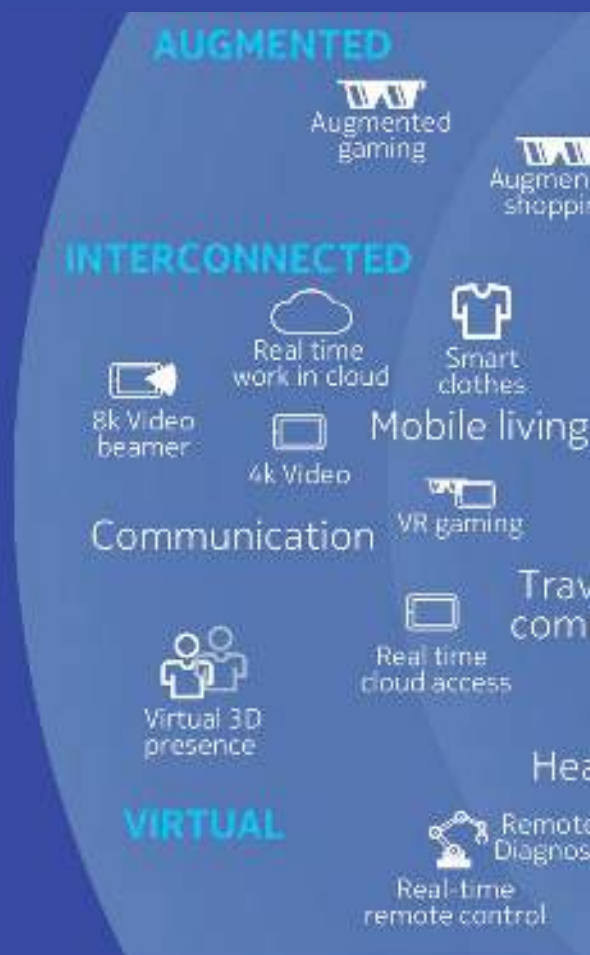 AUGMENTED
Augmented
gaming
Augmen
shoppin
INTERCONNECTED
Real time
work in cloud
Smart
clothes
8k Video
beamer
4k Video
Mobile living
VR gaming
Communication
Trav
com
Real time
cloud access
Virtual 3D
presence
Hea
VIRTUAL
Remote
Diagnos
Real-time
remote control